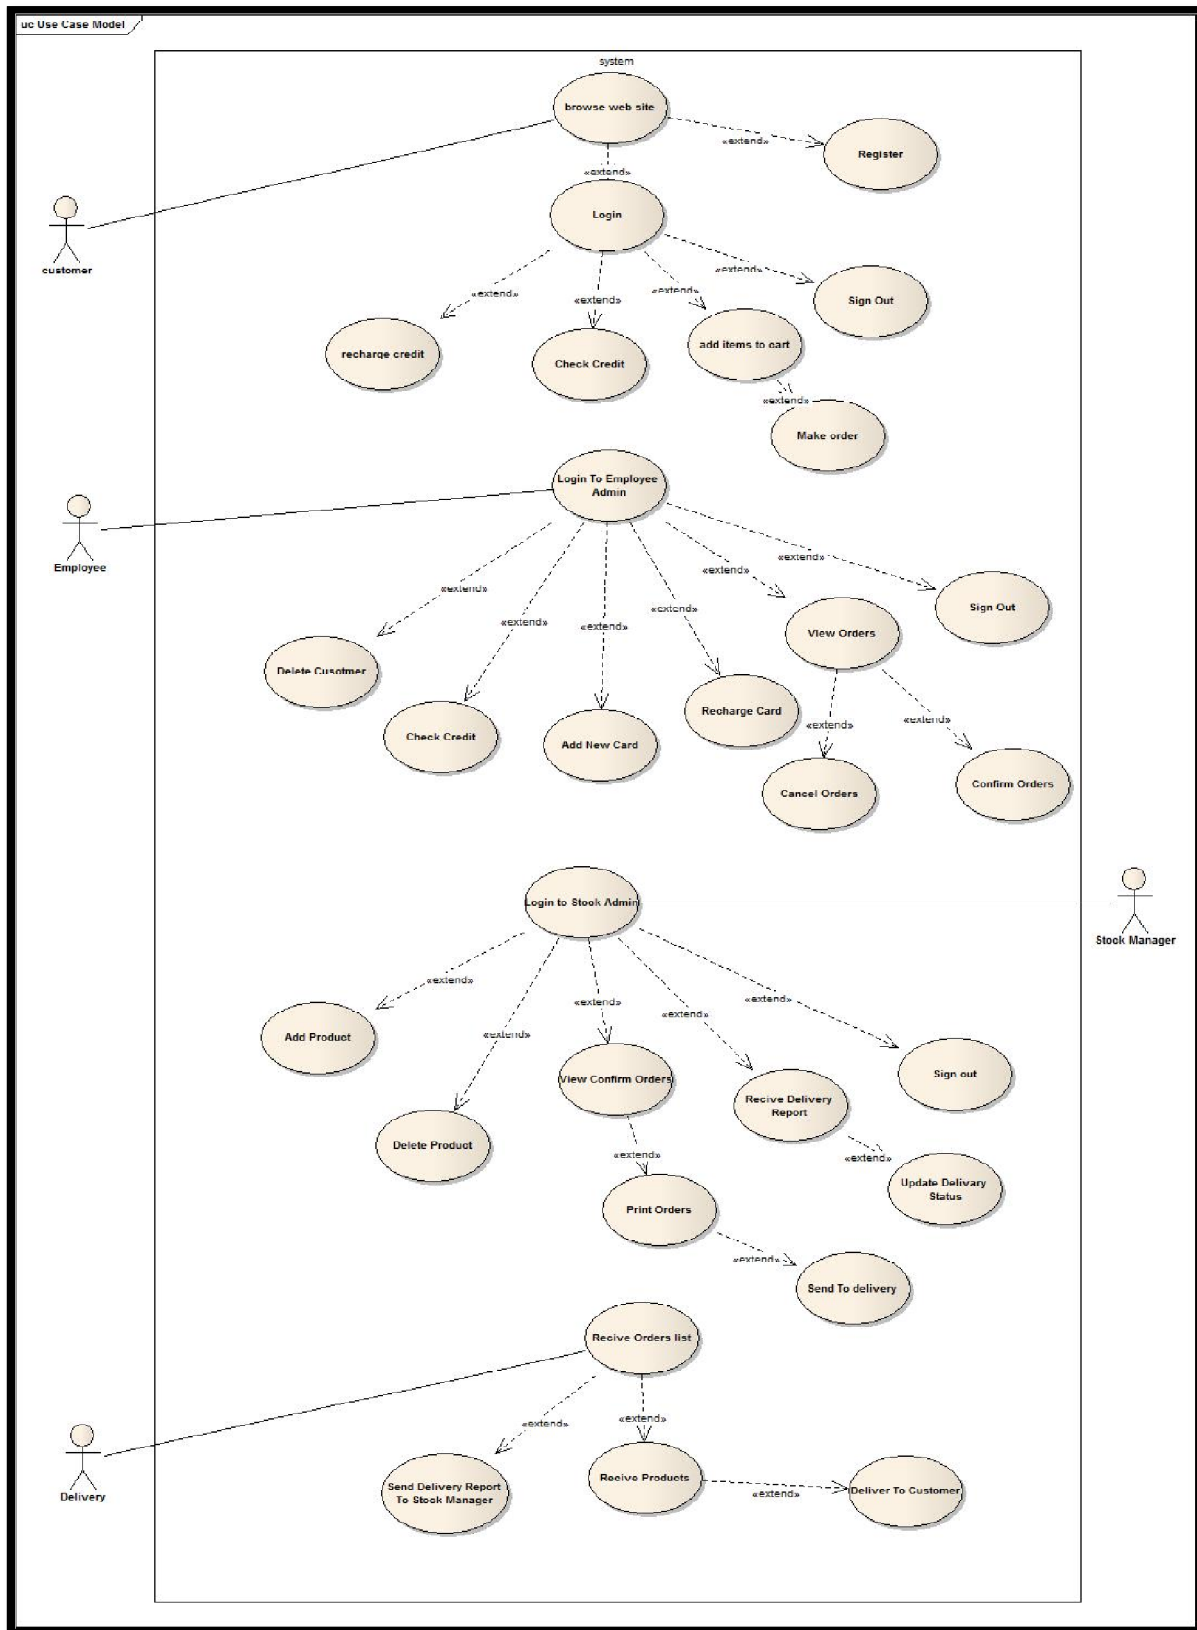 uc Use Case Model
system
browse web site
«extend»
Register
«extend»
Login
customer
«extend»
«extend»
«extend»
«extend»
Sign Out
recharge credit
Check Credit
add items to cart
«extend»
Make order
Login To Employee
Admin
Employee
«extend»
«extend»
«extend»
«extend»
«extend»
«extend»
Sign Out
View Orders
Delete Cusotmer
Check Credit
Add New Card
Recharge Card
«extend»
«extend»
Cancel Orders
Confirm Orders
Login to Stock Admin
Stock Manager
«extend»
«extend»
«extend»
«extend»
«extend»
Add Product
View Confirm Orders
Recive Delivery
Report
Sign out
Delete Product
«extend»
«extend»
Update Delivary
Status
Print Orders
«extend»
Send To delivery
Recive Orders list
«extend»
«extend»
Delivery
Send Delivery Report
To Stock Manager
Recive Products
«extend»
Deliver To Customer